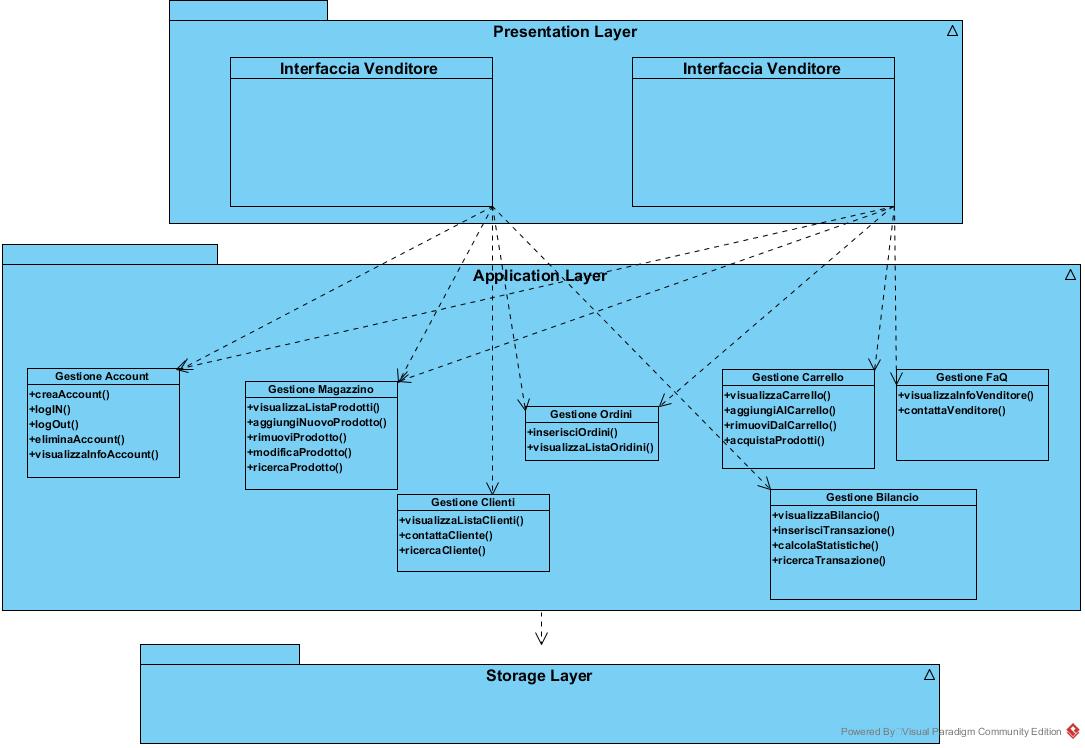 Presentation Layer
Interfaccia Venditore
Interfaccia Venditore
Application Layer
Gestione Account
+creaAccount()
+logIN()
+logOut()
+eliminaAccount()
+visualizzaInfoAccount()
Gestione Magazzino
+visualizzaListaProdotti()
+aggiungiNuovoProdotto()
+rimuoviProdotto()
+modificaProdotto()
+ricercaProdotto()
Gestione Ordini
+inserisciOrdini()
+visualizzaListaOridini()
Gestione Carrello
+visualizzaCarrello()
+aggiungiAlCarrello()
+rimuoviDalCarrello()
+acquistaProdotti()
Gestione FaQ
+visualizzaInfoVenditore()
+contattaVenditore()
Gestione Clienti
+visualizzaListaClienti()
+contattaCliente()
+ricercaCliente()
Gestione Bilancio
+visualizzaBilancio()
+inserisciTransazione()
+calcolaStatistiche()
+ricercaTransazione()
Storage Layer
Powered By Visual Paradigm Community Edition